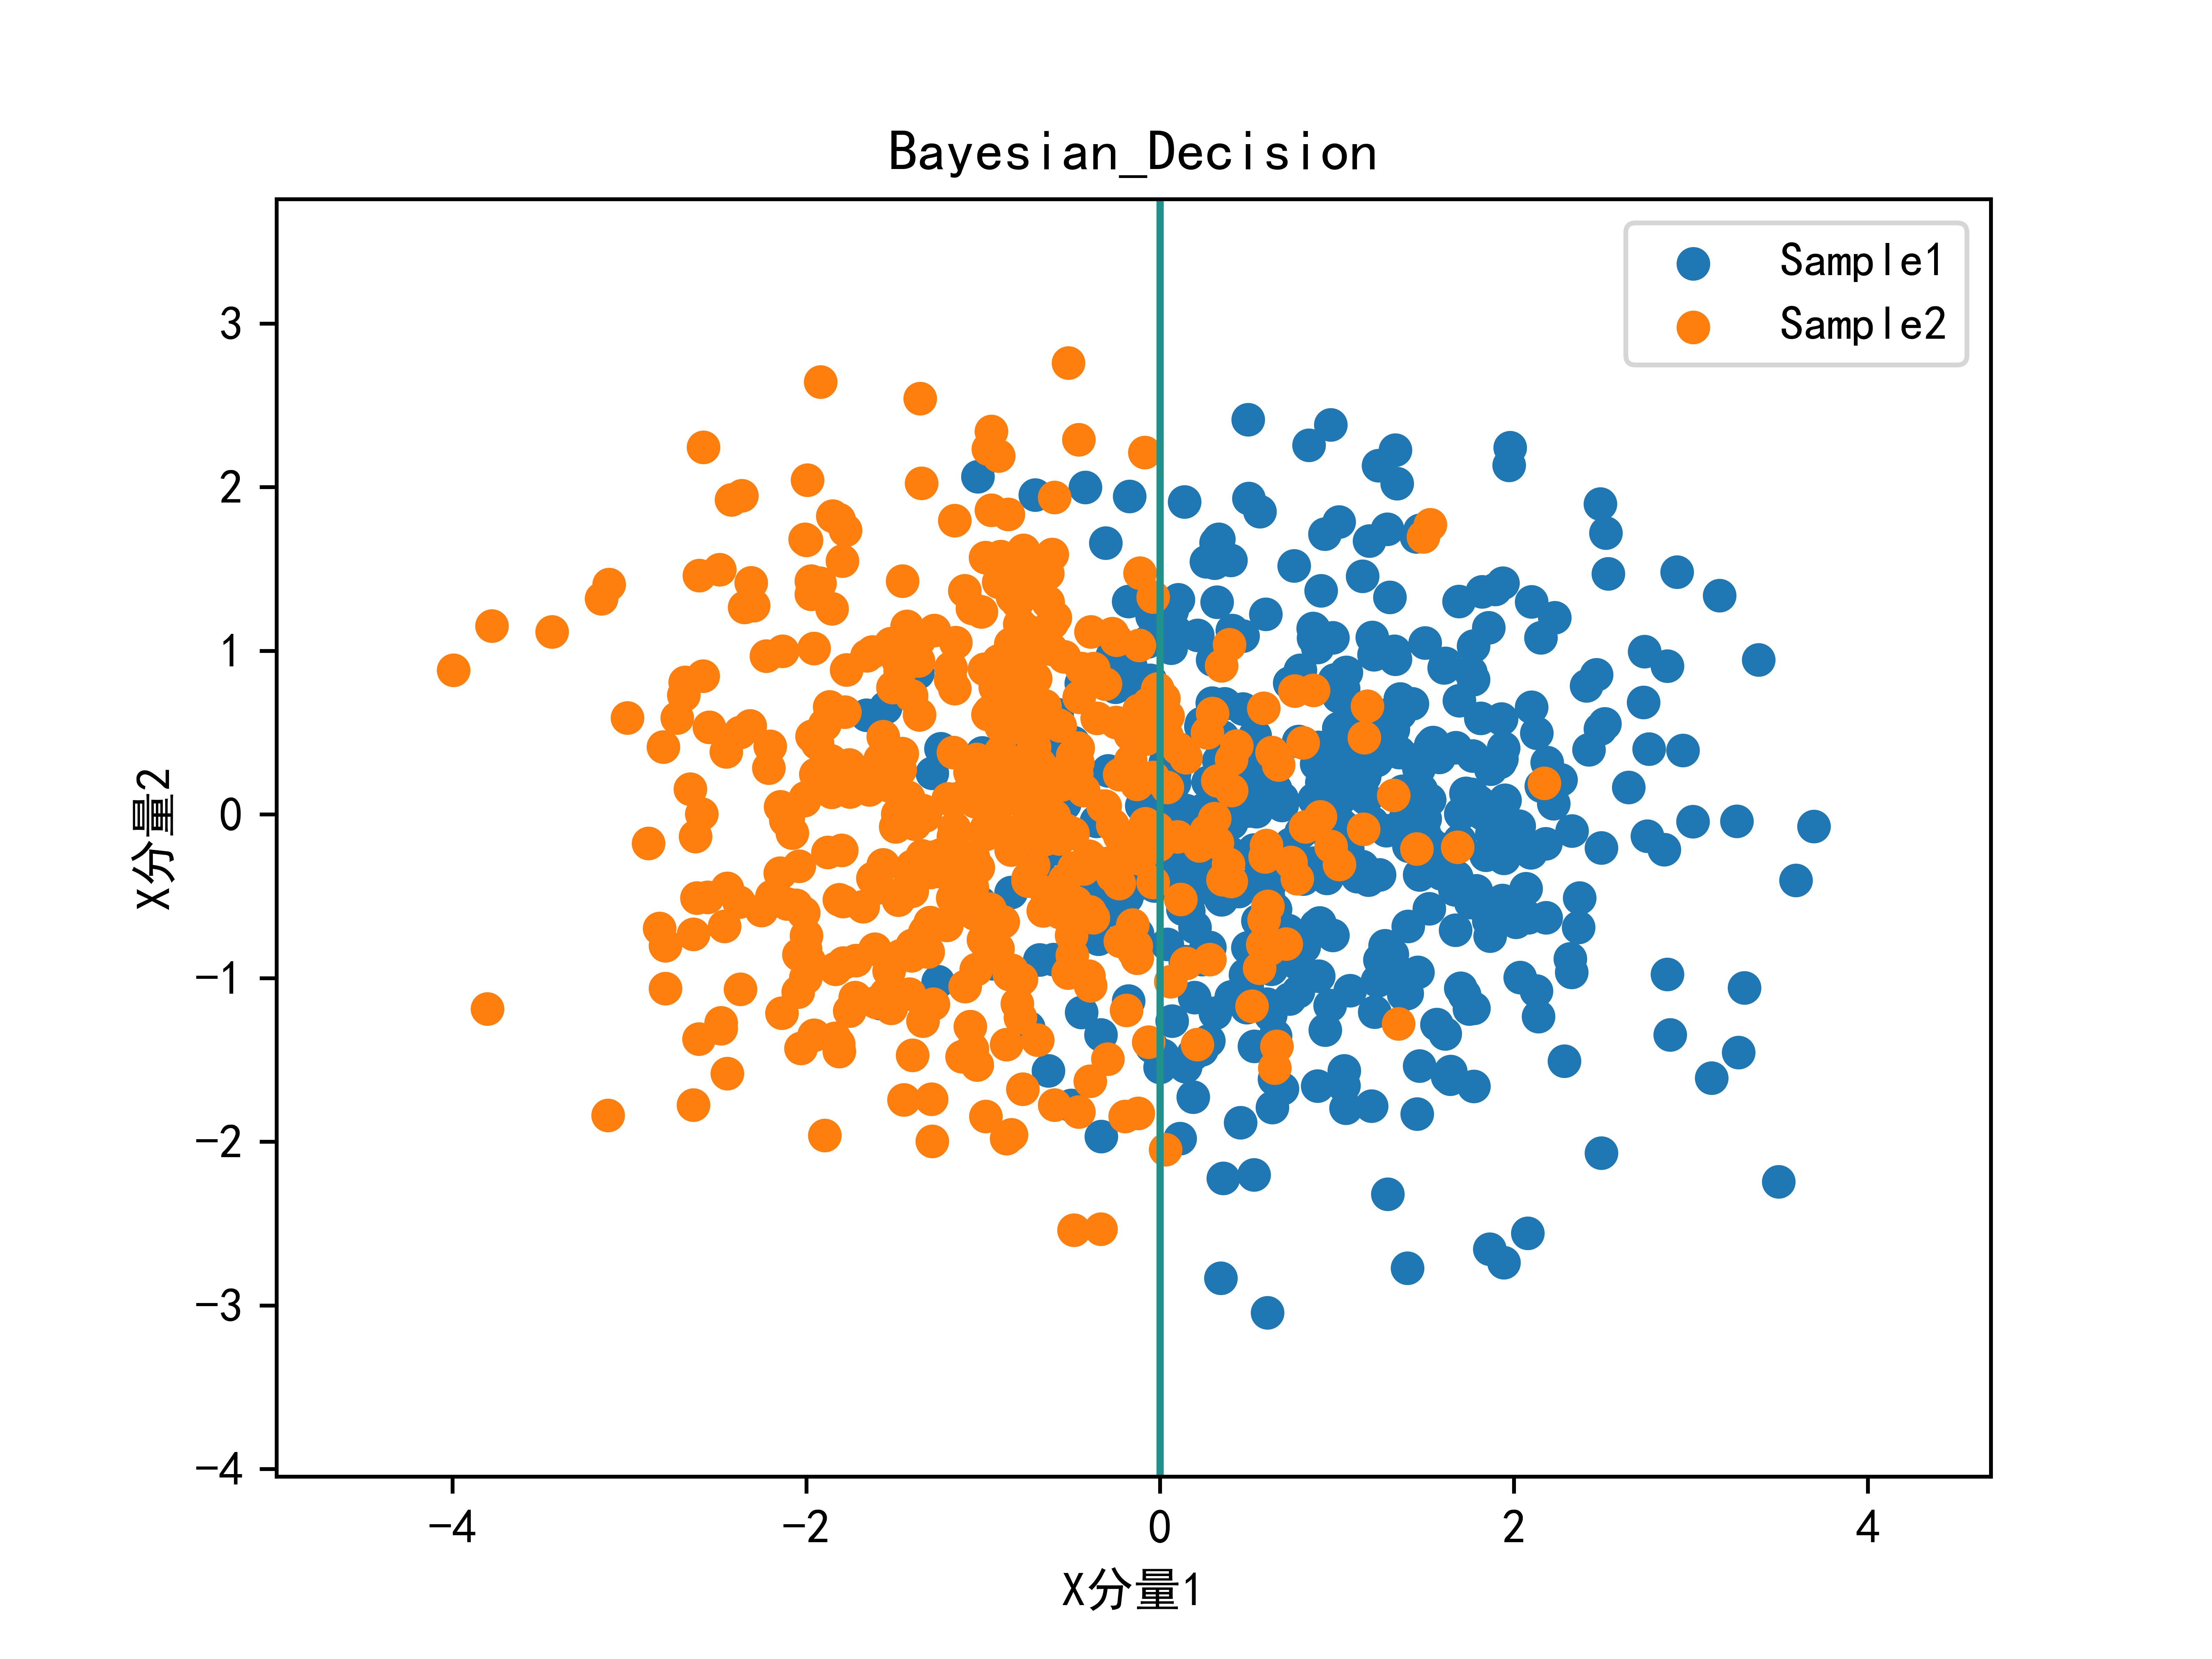 Bayesian_Decision
Sample1
Sample2
3
2
1
0
−1
−2
−3
−4
X分量2
−4
−2
0
2
4
X分量1